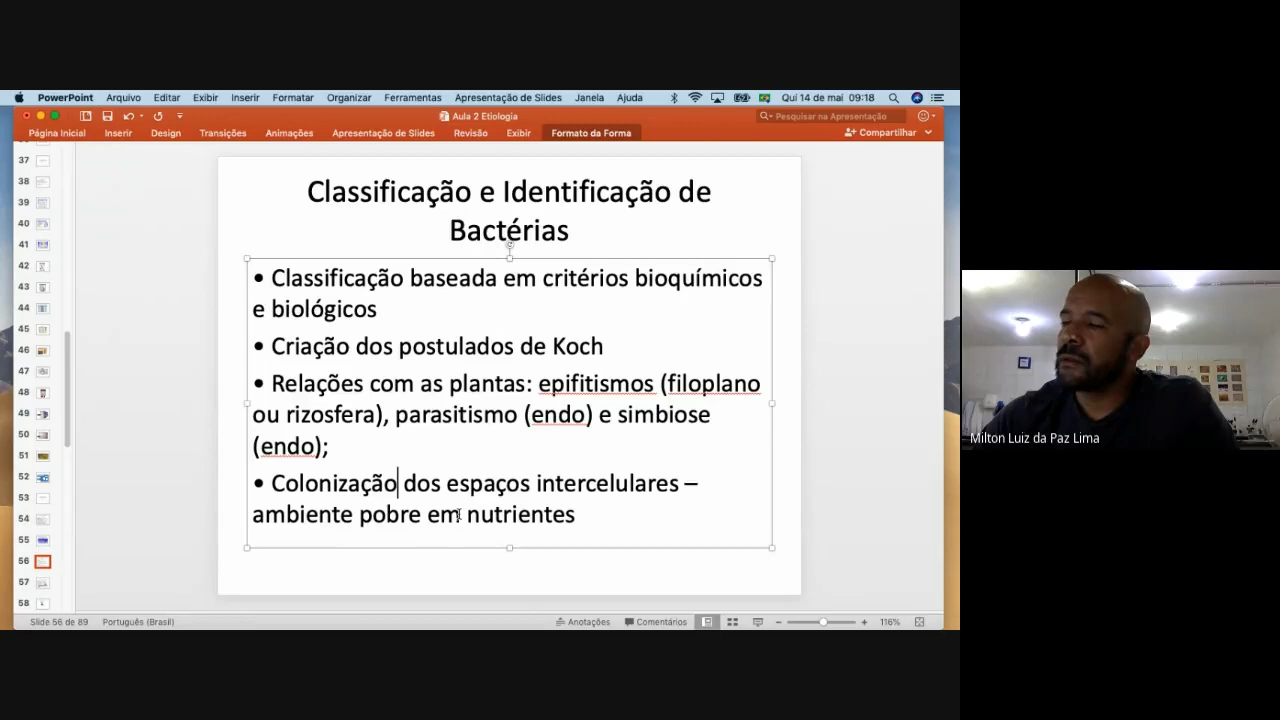 PowerPoint Arquivo Editar Exibir Inserir Formatar Organizar Ferramentas Apresentação de Slides Janela Ajuda Qui 14 de mai 09:18
Aula 2 Etiologia
Pesquisar na Apresentação
Página Inicial Inserir Design Transições Animações Apresentação de Slides Revisão Exibir Formato da Forma Compartilhar
37
38
39
40
41
42
43
44
45
46
47
48
49
50
51
52
53
54
55
56
57
58
Classificação e Identificação de
Bactérias
• Classificação baseada em critérios bioquímicos
e biológicos
• Criação dos postulados de Koch
• Relações com as plantas: epifitismos (filoplano
ou rizosfera), parasitismo (endo) e simbiose
(endo);
• Colonização dos espaços intercelulares –
ambiente pobre em nutrientes
Slide 56 de 89 Português (Brasil) Anotações Comentários 116%
Milton Luiz da Paz Lima